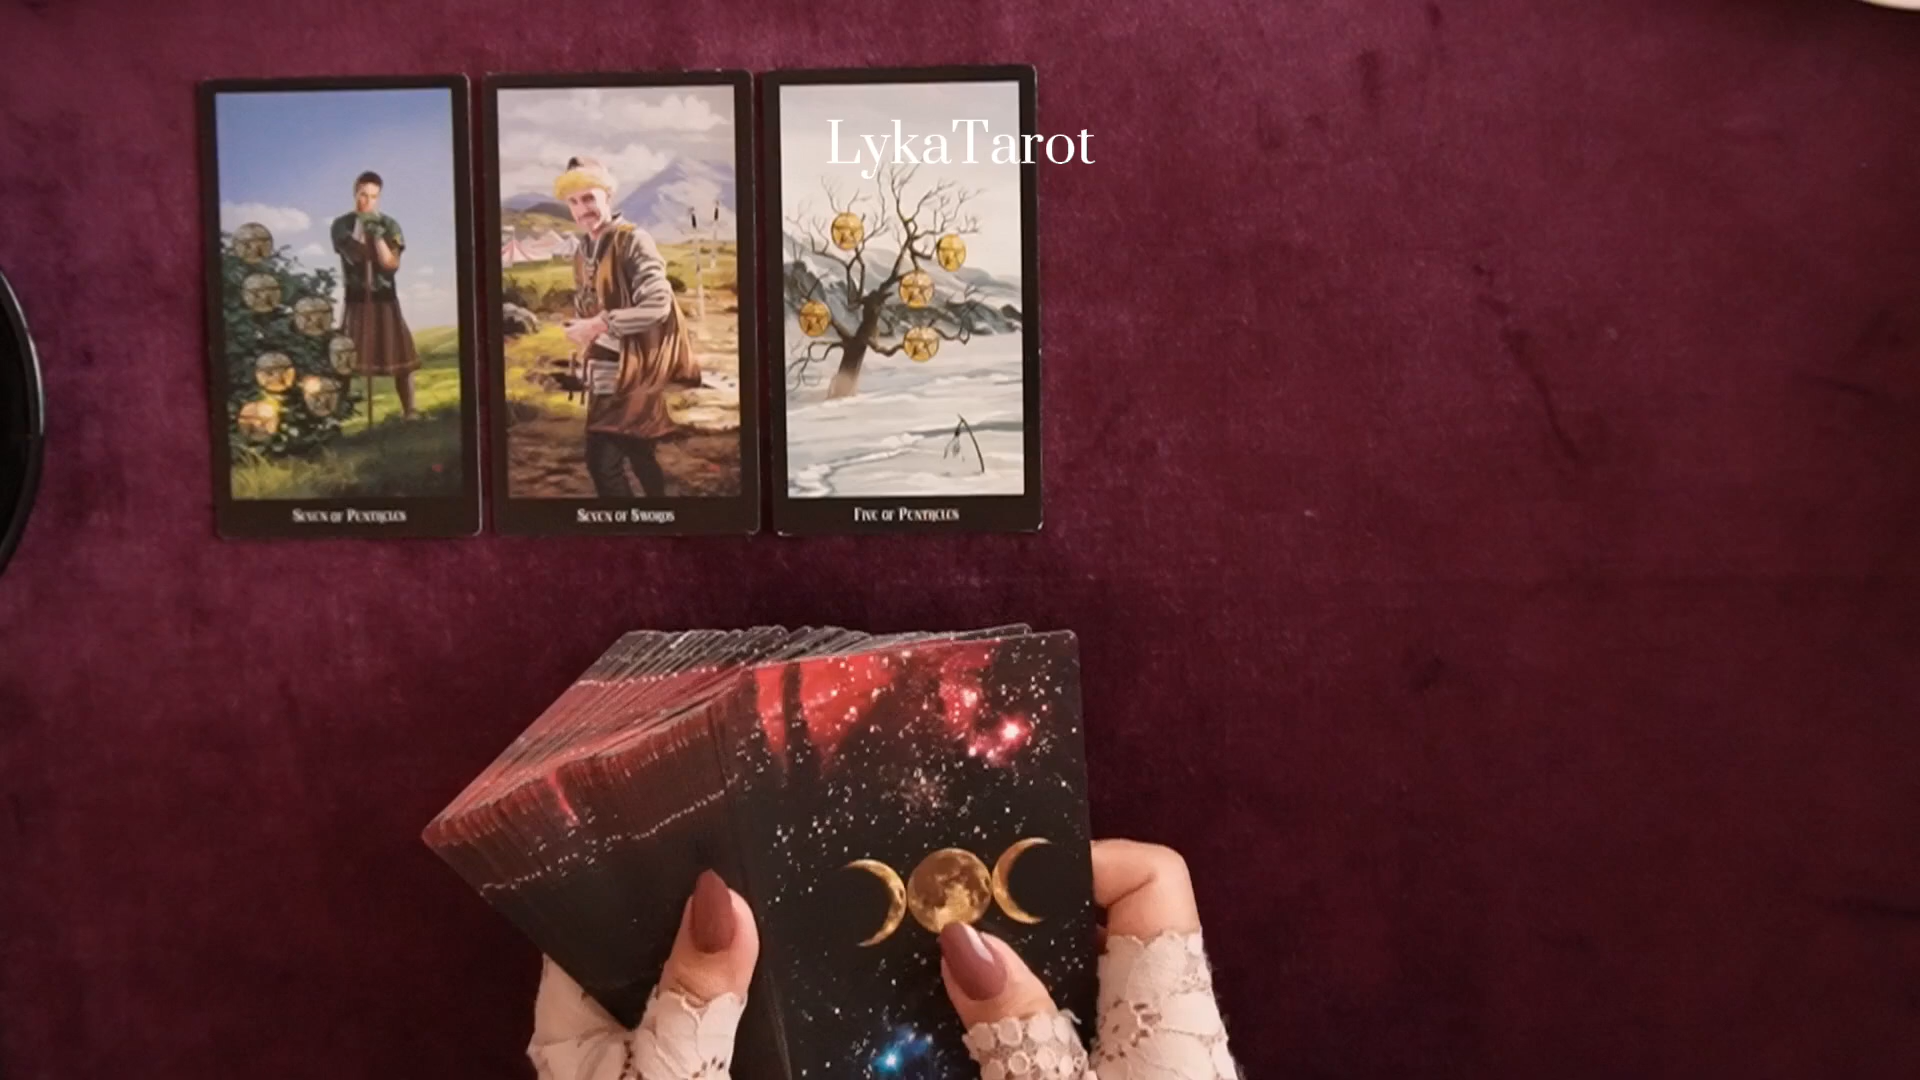 LykaTarot
Seven of Pentacles
Seven of Swords
Five of Pentacles